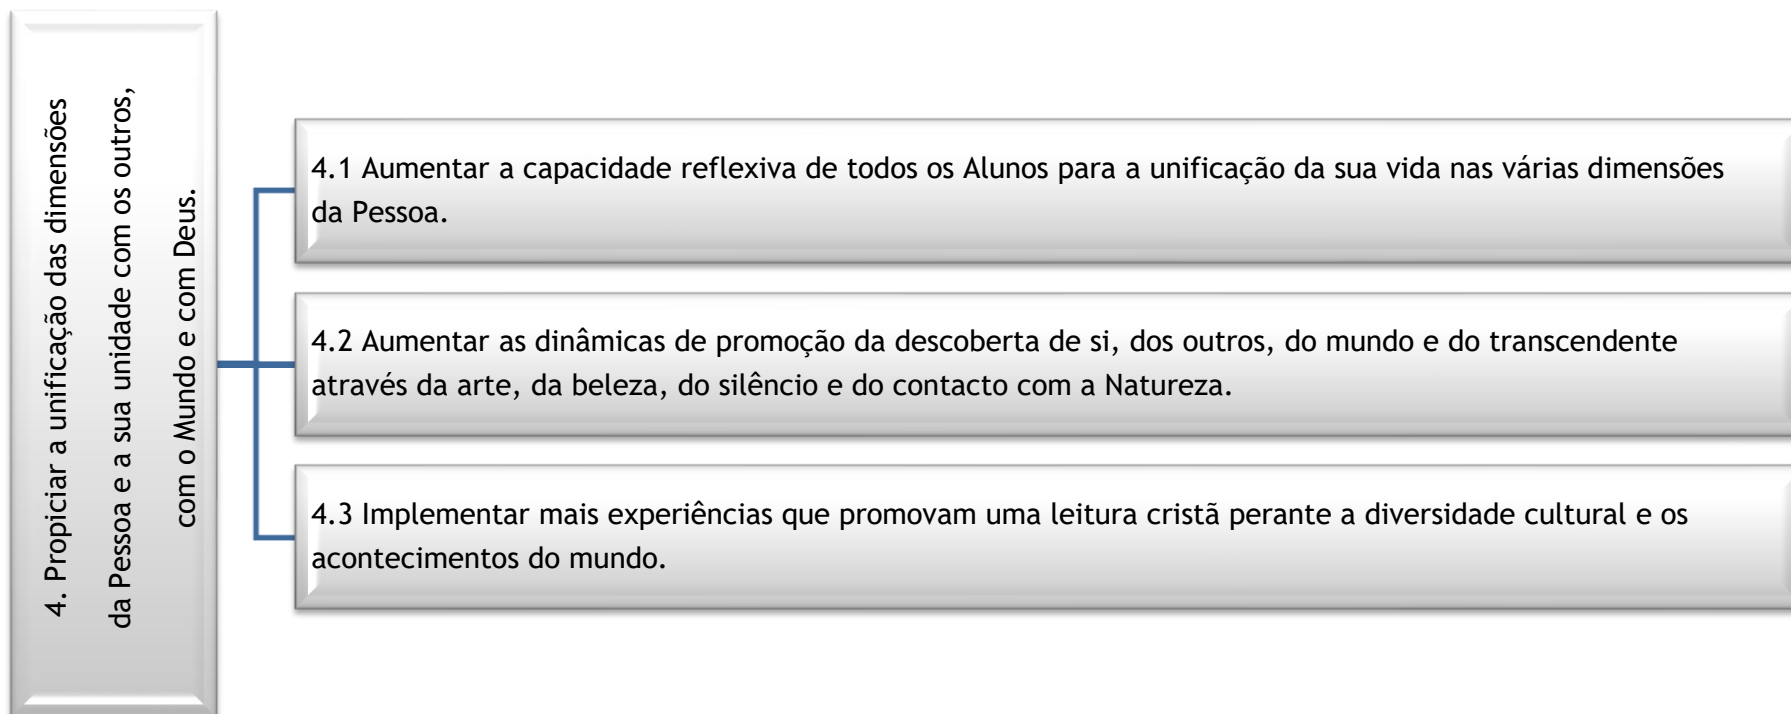 4. Propiciar a unificação das dimensões
da Pessoa e a sua unidade com os outros,
com o Mundo e com Deus.
4.1 Aumentar a capacidade reflexiva de todos os Alunos para a unificação da sua vida nas várias dimensões
da Pessoa.
4.2 Aumentar as dinâmicas de promoção da descoberta de si, dos outros, do mundo e do transcendente
através da arte, da beleza, do silêncio e do contacto com a Natureza.
4.3 Implementar mais experiências que promovam uma leitura cristã perante a diversidade cultural e os
acontecimentos do mundo.